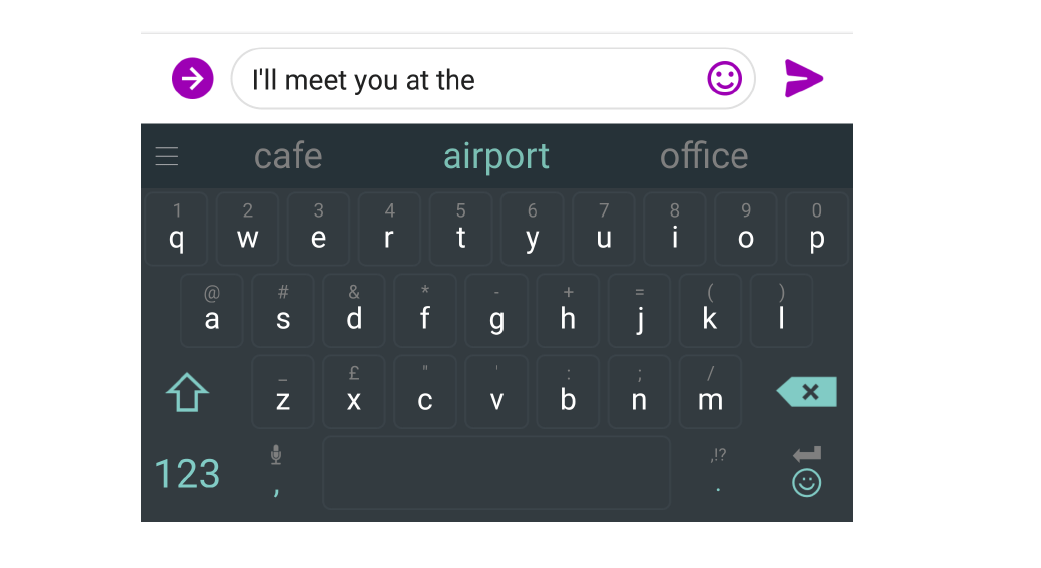 I'll meet you at the
cafe airport office
1 2 3 4 5 6 7 8 9 0
q w e r t y u i o p
@ # & * - + = ( )
a s d f g h j k l
_ £ " ' : ; /
z x c v b n m
,!?
123 , .